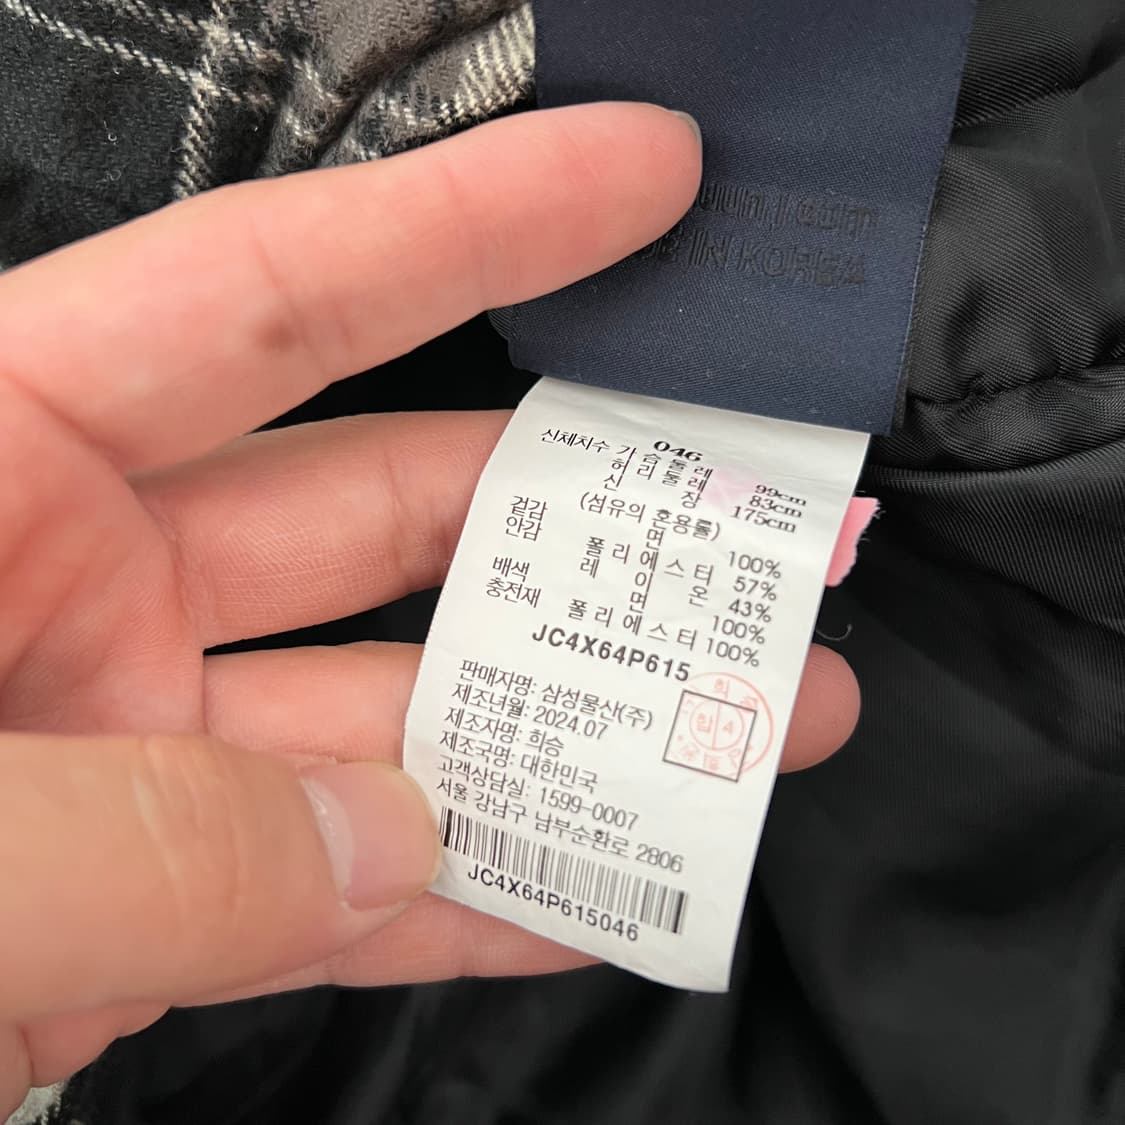 MADE IN KOREA
046
신체치수 가슴둘레 99cm
허리둘레 83cm
신장 175cm
(섬유의 혼용률)
겉감 면 100%
안감 폴리에스터 57%
레이온 43%
배색 면 100%
충전재 폴리에스터 100%
JC4X64P615
판매자명: 삼성물산(주)
제조년월: 2024.07
제조자명: 희승
제조국명: 대한민국
고객상담실: 1599-0007
서울 강남구 남부순환로 2806
합 4
JC4X64P615046